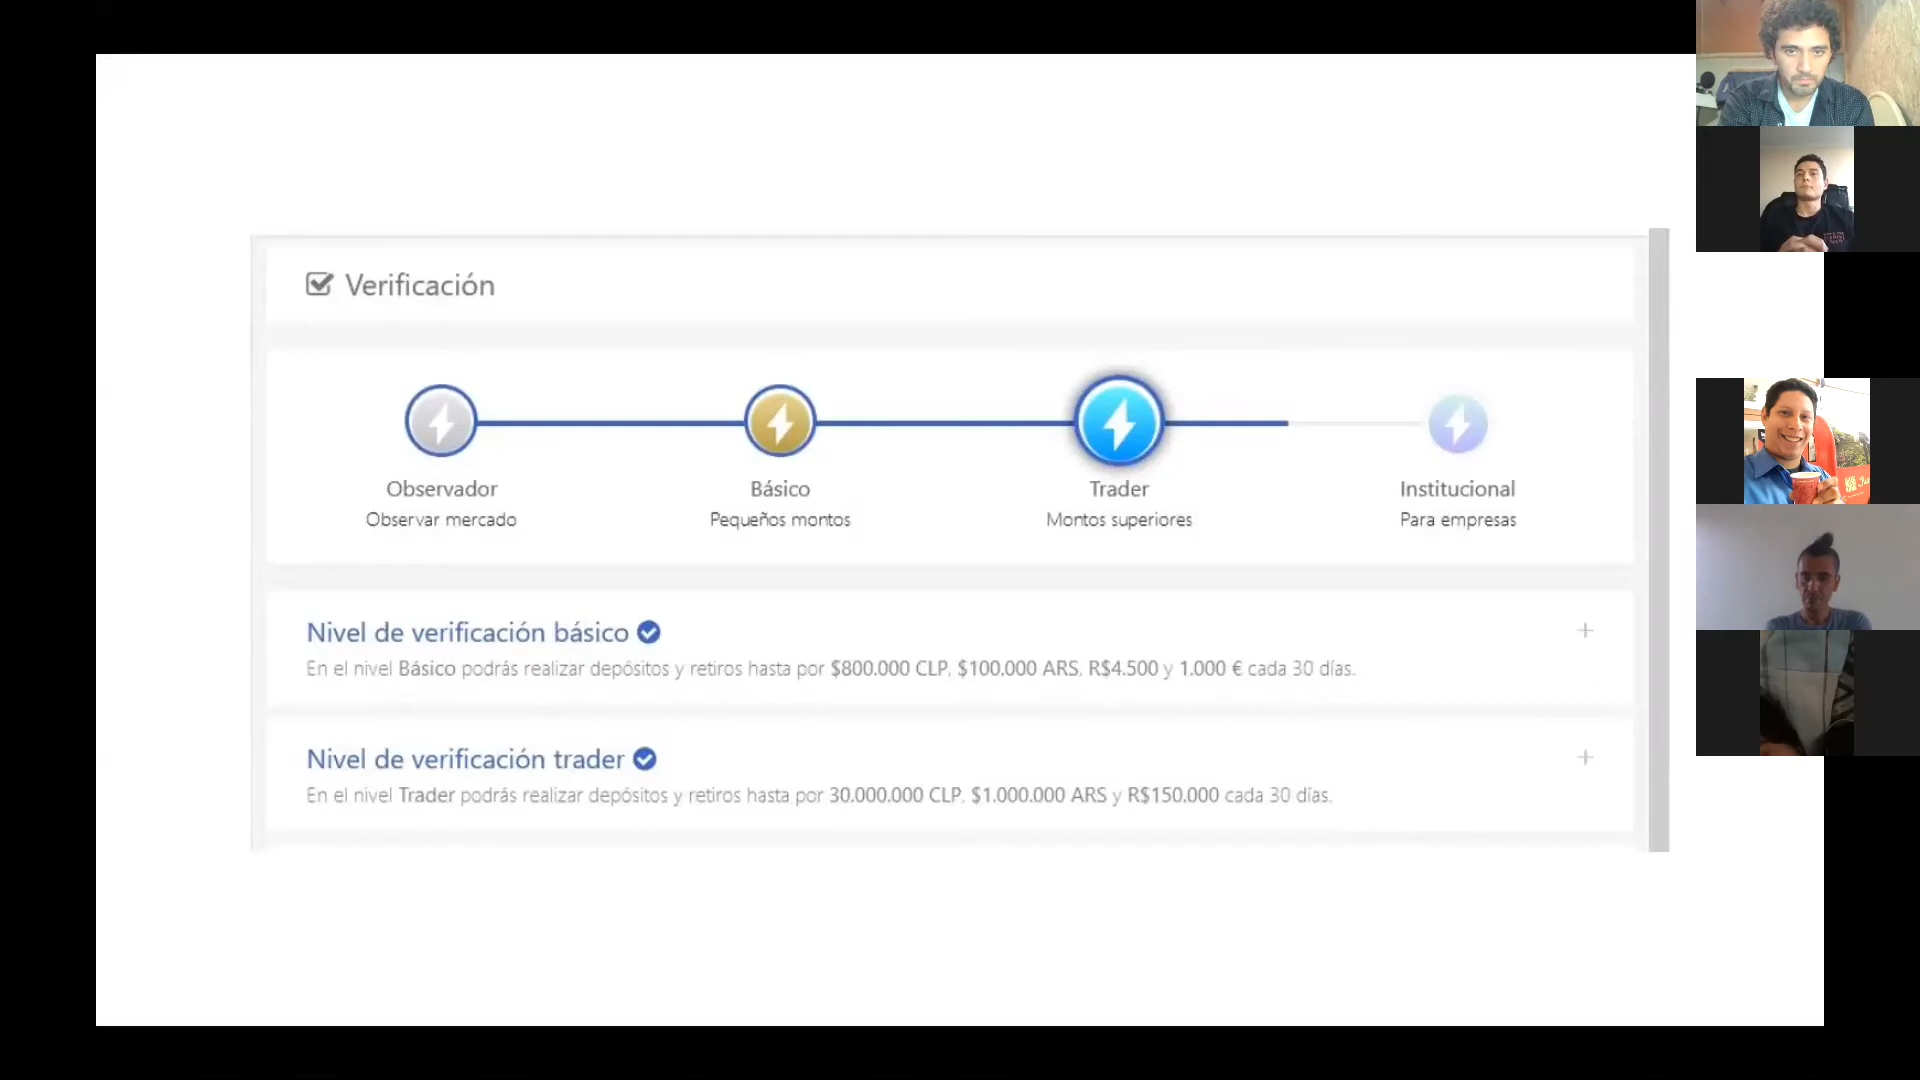 Verificación
Observador
Observar mercado
Básico
Pequeños montos
Trader
Montos superiores
Institucional
Para empresas
Nivel de verificación básico
En el nivel Básico podrás realizar depósitos y retiros hasta por $800.000 CLP, $100.000 ARS, R$4.500 y 1.000 € cada 30 días.
Nivel de verificación trader
En el nivel Trader podrás realizar depósitos y retiros hasta por 30.000.000 CLP, $1.000.000 ARS y R$150.000 cada 30 días.